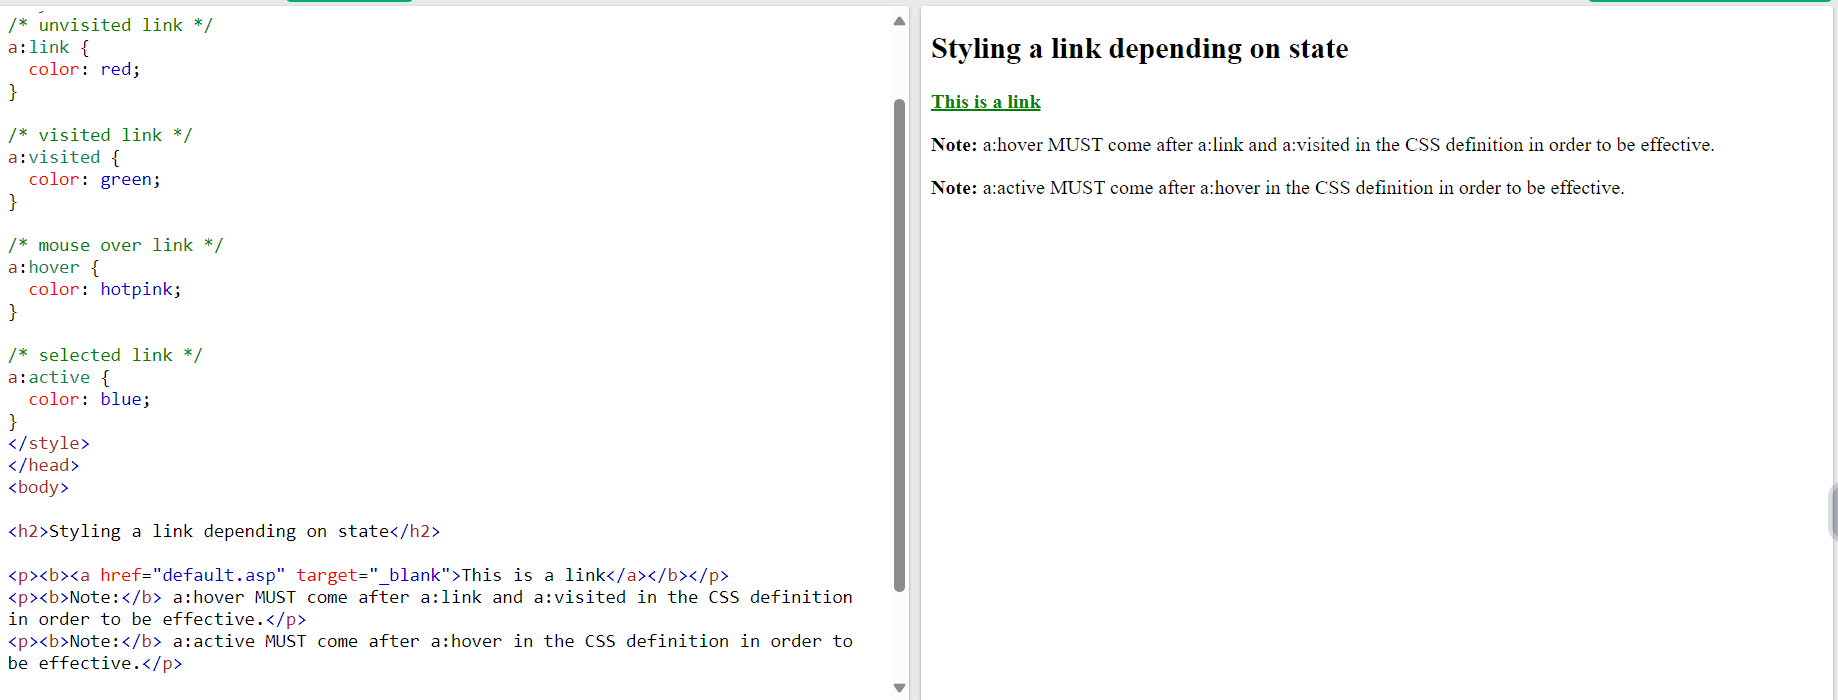 /* unvisited link */
a:link {
  color: red;
}
/* visited link */
a:visited {
  color: green;
}
/* mouse over link */
a:hover {
  color: hotpink;
}
/* selected link */
a:active {
  color: blue;
}
</style>
</head>
<body>
<h2>Styling a link depending on state</h2>
<p><b><a href="default.asp" target="_blank">This is a link</a></b></p>
<p><b>Note:</b> a:hover MUST come after a:link and a:visited in the CSS definition
in order to be effective.</p>
<p><b>Note:</b> a:active MUST come after a:hover in the CSS definition in order to
be effective.</p>
Styling a link depending on state
This is a link
Note: a:hover MUST come after a:link and a:visited in the CSS definition in order to be effective.
Note: a:active MUST come after a:hover in the CSS definition in order to be effective.